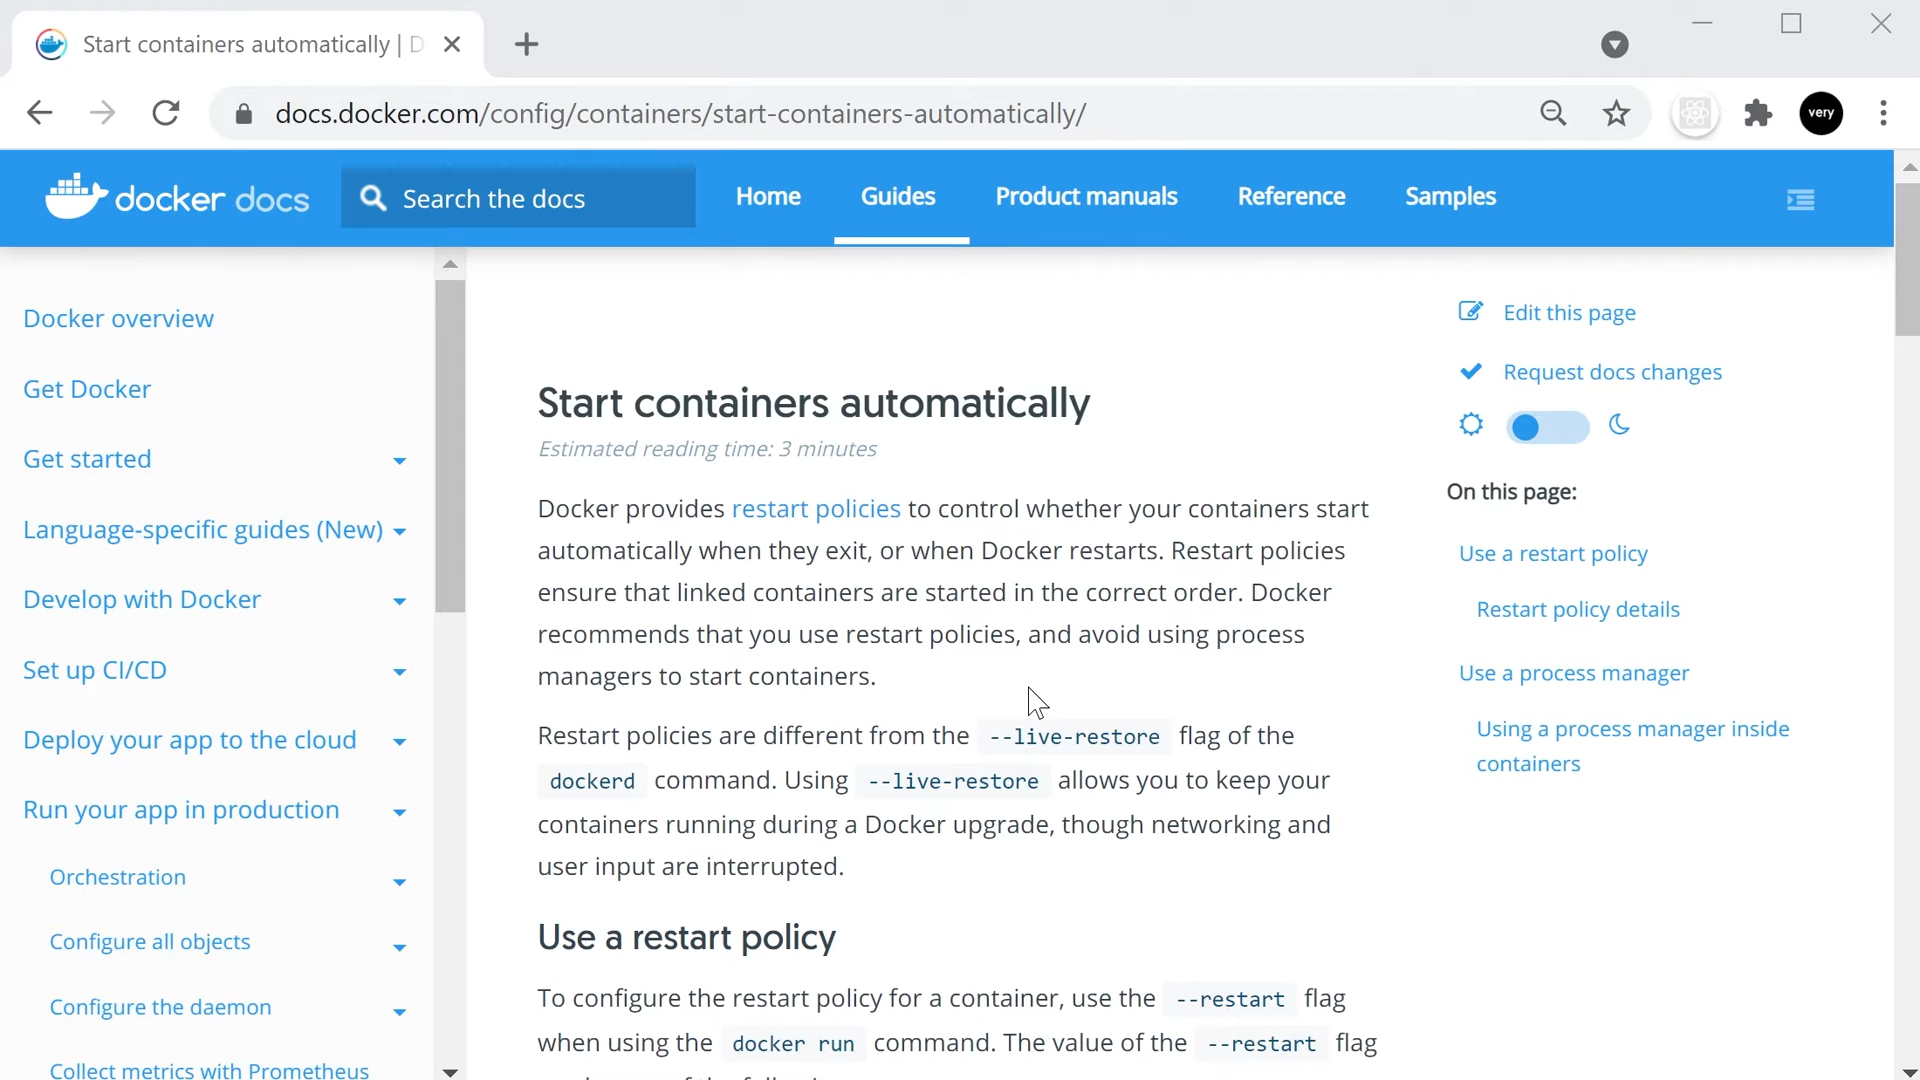 Start containers automatically | D
docs.docker.com/config/containers/start-containers-automatically/
very
docker docs
Search the docs
Home
Guides
Product manuals
Reference
Samples
Docker overview
Get Docker
Get started
Language-specific guides (New)
Develop with Docker
Set up CI/CD
Deploy your app to the cloud
Run your app in production
Orchestration
Configure all objects
Configure the daemon
Collect metrics with Prometheus
Start containers automatically
Estimated reading time: 3 minutes
Docker provides restart policies to control whether your containers start
automatically when they exit, or when Docker restarts. Restart policies
ensure that linked containers are started in the correct order. Docker
recommends that you use restart policies, and avoid using process
managers to start containers.
Restart policies are different from the --live-restore flag of the
dockerd command. Using --live-restore allows you to keep your
containers running during a Docker upgrade, though networking and
user input are interrupted.
Use a restart policy
To configure the restart policy for a container, use the --restart flag
when using the docker run command. The value of the --restart flag
Edit this page
Request docs changes
On this page:
Use a restart policy
Restart policy details
Use a process manager
Using a process manager inside
containers